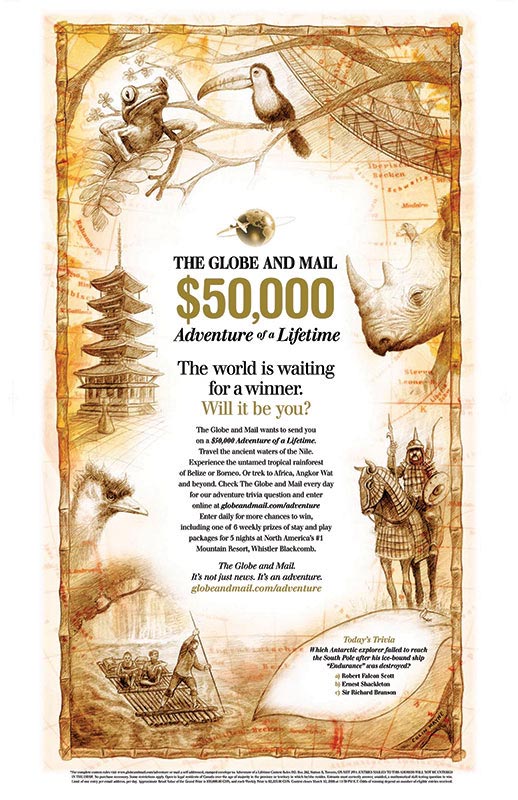 THE GLOBE AND MAIL
$50,000
Adventure of a Lifetime
The world is waiting
for a winner.
Will it be you?
The Globe and Mail wants to send you
on a $50,000 Adventure of a Lifetime.
Travel the ancient waters of the Nile.
Experience the untamed tropical rainforest
of Belize or Borneo. Or trek to Africa, Angkor Wat
and beyond. Check The Globe and Mail every day
for our adventure trivia question and enter
online at globeandmail.com/adventure
Enter daily for more chances to win,
including one of 6 weekly prizes of stay and play
packages for 5 nights at North America's #1
Mountain Resort, Whistler Blackcomb.
The Globe and Mail.
It's not just news. It's an adventure.
globeandmail.com/adventure
Today's Trivia
Which Antarctic explorer failed to reach
the South Pole after his ice-bound ship
"Endurance" was destroyed?
a) Robert Falcon Scott
b) Ernest Shackleton
c) Sir Richard Branson
Madeira